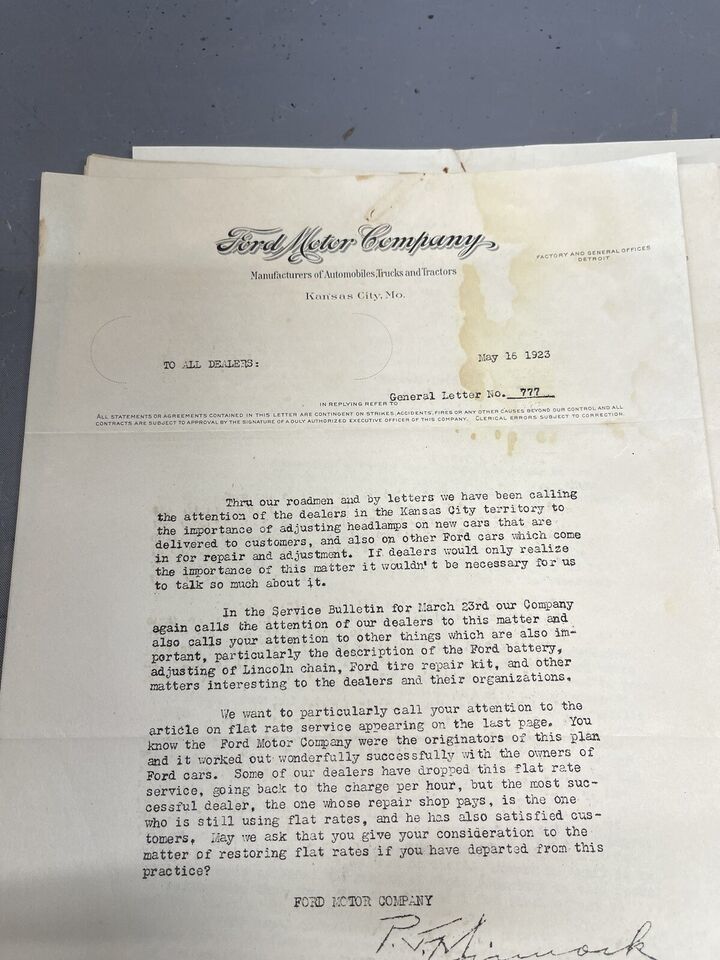 Ford Motor Company
Manufacturers of Automobiles, Trucks and Tractors
Kansas City, Mo.
FACTORY AND GENERAL OFFICES
DETROIT
TO ALL DEALERS:
May 16 1923
General Letter No. 777
IN REPLYING REFER TO
ALL STATEMENTS OR AGREEMENTS CONTAINED IN THIS LETTER ARE CONTINGENT ON STRIKES, ACCIDENTS, FIRES OR ANY OTHER CAUSES BEYOND OUR CONTROL AND ALL
CONTRACTS ARE SUBJECT TO APPROVAL BY THE SIGNATURE OF A DULY AUTHORIZED EXECUTIVE OFFICER OF THIS COMPANY. CLERICAL ERRORS SUBJECT TO CORRECTION.
Thru our roadmen and by letters we have been calling
the attention of the dealers in the Kansas City territory to
the importance of adjusting headlamps on new cars that are
delivered to customers, and also on other Ford cars which come
in for repair and adjustment. If dealers would only realize
the importance of this matter it wouldn't be necessary for us
to talk so much about it.
In the Service Bulletin for March 23rd our Company
again calls the attention of our dealers to this matter and
also calls your attention to other things which are also im-
portant, particularly the description of the Ford battery,
adjusting of Lincoln chain, Ford tire repair kit, and other
matters interesting to the dealers and their organizations.
We want to particularly call your attention to the
article on flat rate service appearing on the last page. You
know the Ford Motor Company were the originators of this plan
and it worked out wonderfully successfully with the owners of
Ford cars. Some of our dealers have dropped this flat rate
service, going back to the charge per hour, but the most suc-
cessful dealer, the one whose repair shop pays, is the one
who is still using flat rates, and he has also satisfied cus-
tomers. May we ask that you give your consideration to the
matter of restoring flat rates if you have departed from this
practice?
FORD MOTOR COMPANY